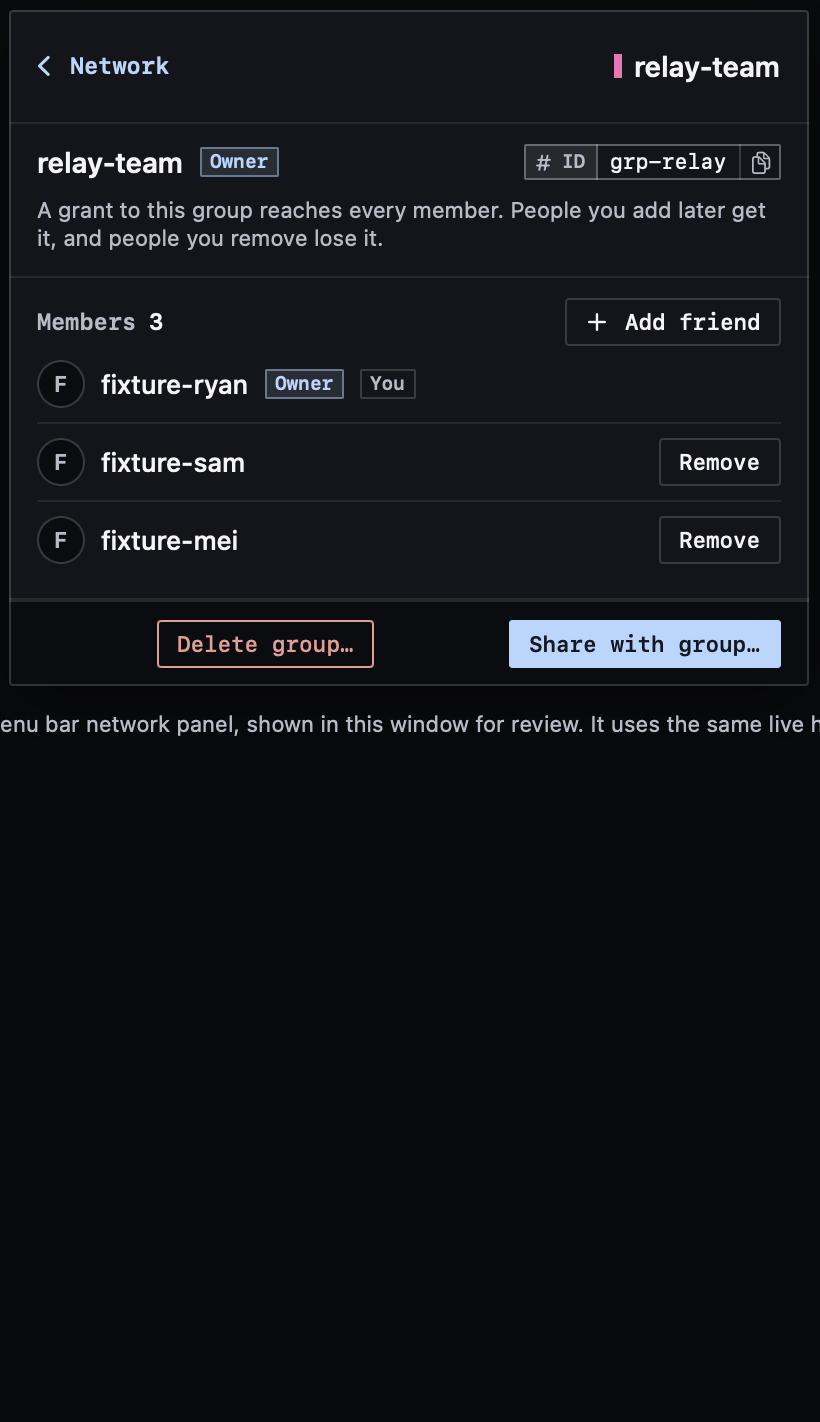 Network
relay-team
relay-team Owner # ID grp-relay
A grant to this group reaches every member. People you add later get
it, and people you remove lose it.
Members 3 + Add friend
F fixture-ryan Owner You
F fixture-sam Remove
F fixture-mei Remove
Delete group… Share with group…
enu bar network panel, shown in this window for review. It uses the same live h